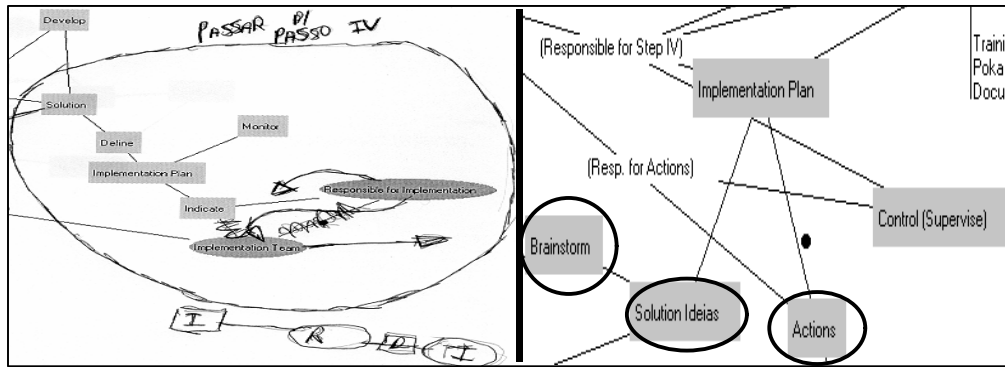 Develop
PASSAR P/ PASSO IV
Solution
Define
Monitor
Implementation Plan
Responsible for Implementation
Indicate
Implementation Team
I
R
D
TI
(Responsible for Step IV)
Implementation Plan
Traini
Poka
Docu
(Resp. for Actions)
Control (Supervise)
Brainstorm
Solution Ideias
Actions